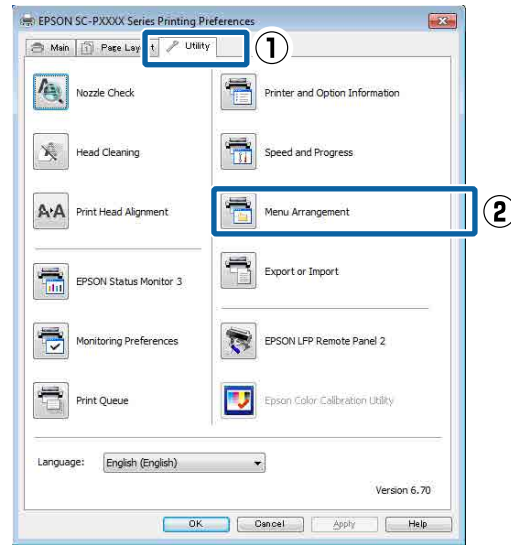 EPSON SC-PXXXX Series Printing Preferences
Main Page Lay t Utility ①
Nozzle Check Printer and Option Information
Head Cleaning Speed and Progress
Print Head Alignment Menu Arrangement ②
EPSON Status Monitor 3 Export or Import
Monitoring Preferences EPSON LFP Remote Panel 2
Print Queue Epson Color Calibration Utility
Language: English (English)
Version 6.70
OK Cancel Apply Help